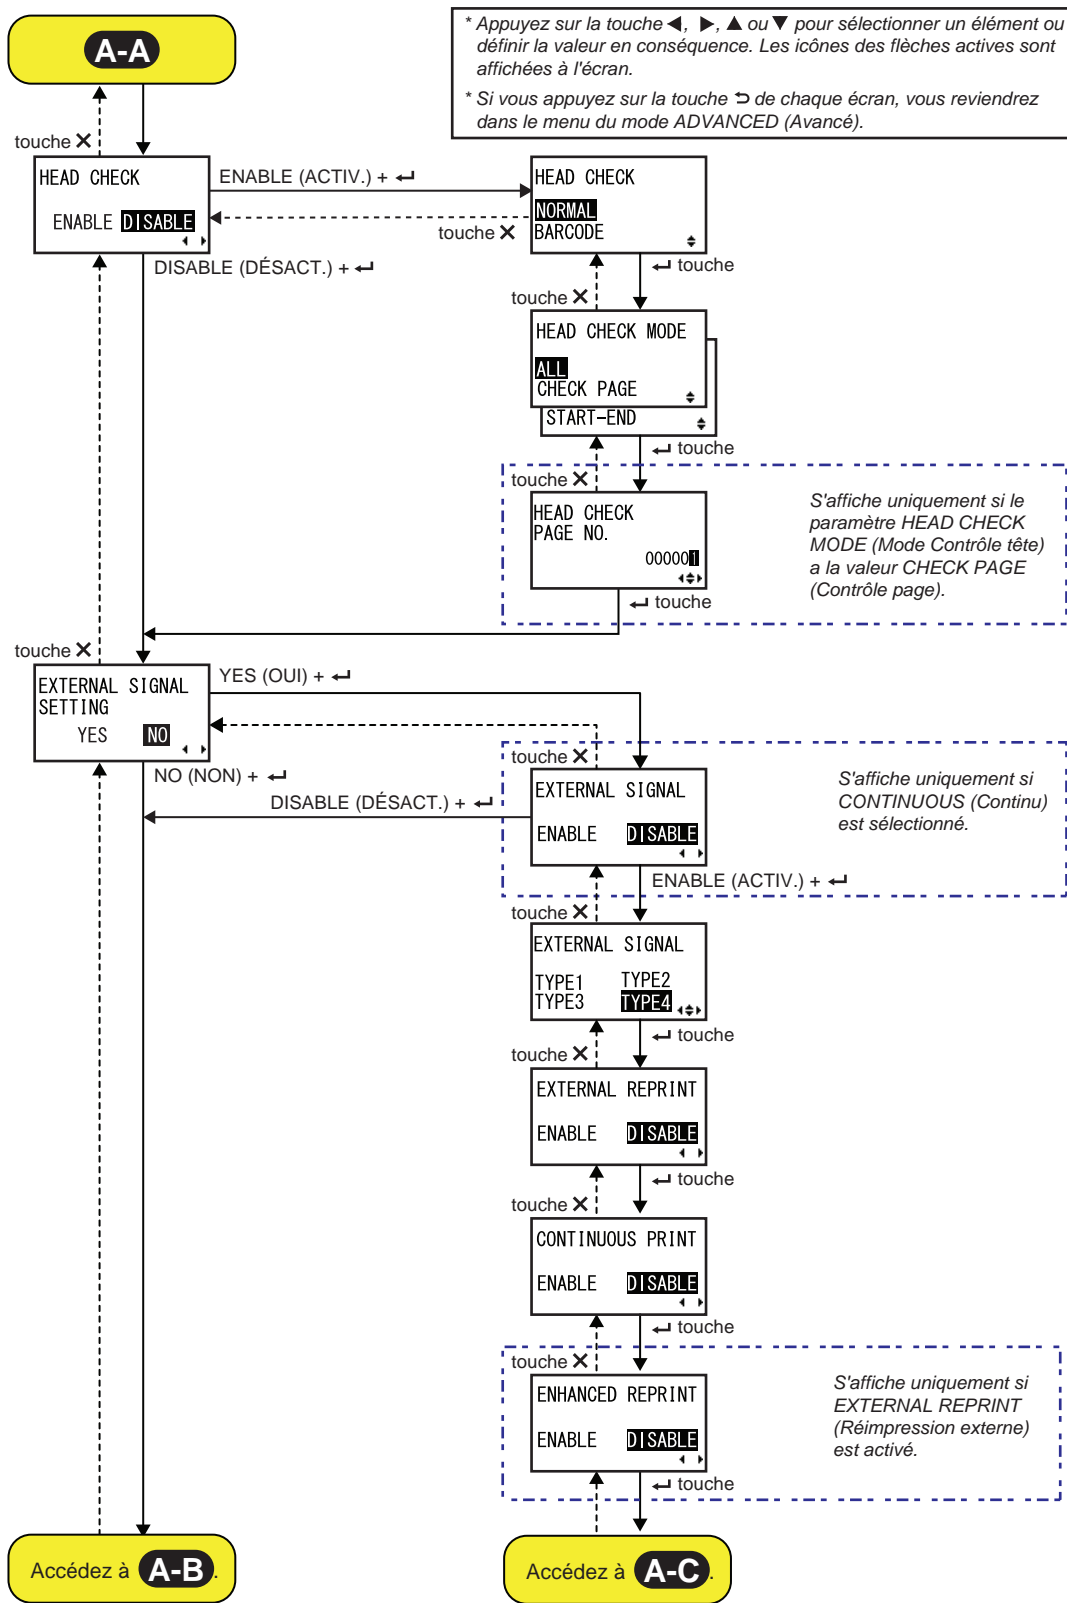 A-A
* Appuyez sur la touche ◀, ▶, ▲ ou ▼ pour sélectionner un élément ou
définir la valeur en conséquence. Les icônes des flèches actives sont
affichées à l'écran.
* Si vous appuyez sur la touche ⮌ de chaque écran, vous reviendrez
dans le menu du mode ADVANCED (Avancé).
touche ✕
HEAD CHECK
ENABLE DISABLE
ENABLE (ACTIV.) + ↵
touche ✕
HEAD CHECK
NORMAL
BARCODE
DISABLE (DÉSACT.) + ↵
↵ touche
touche ✕
HEAD CHECK MODE
ALL
CHECK PAGE
START-END
↵ touche
touche ✕
HEAD CHECK
PAGE NO.
000001
S'affiche uniquement si le
paramètre HEAD CHECK
MODE (Mode Contrôle tête)
a la valeur CHECK PAGE
(Contrôle page).
↵ touche
touche ✕
EXTERNAL SIGNAL
SETTING
YES NO
YES (OUI) + ↵
NO (NON) + ↵
touche ✕
EXTERNAL SIGNAL
ENABLE DISABLE
S'affiche uniquement si
CONTINUOUS (Continu)
est sélectionné.
DISABLE (DÉSACT.) + ↵
ENABLE (ACTIV.) + ↵
touche ✕
EXTERNAL SIGNAL
TYPE1 TYPE2
TYPE3 TYPE4
↵ touche
touche ✕
EXTERNAL REPRINT
ENABLE DISABLE
↵ touche
touche ✕
CONTINUOUS PRINT
ENABLE DISABLE
↵ touche
touche ✕
ENHANCED REPRINT
ENABLE DISABLE
S'affiche uniquement si
EXTERNAL REPRINT
(Réimpression externe)
est activé.
↵ touche
Accédez à A-B.
Accédez à A-C.